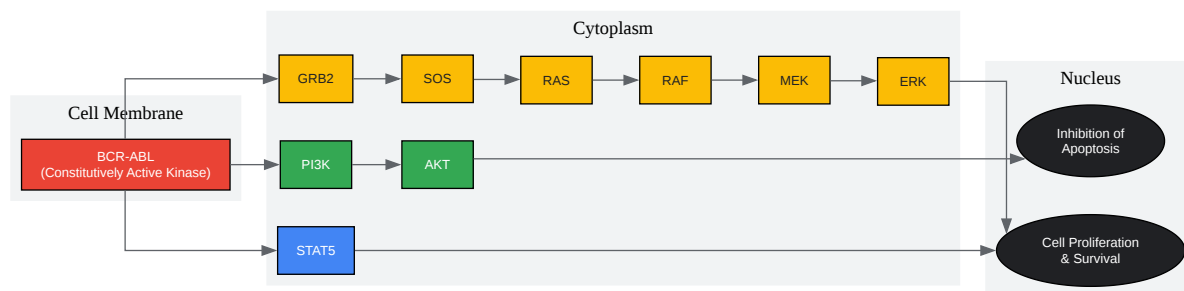 Cytoplasm
GRB2
SOS
RAS
RAF
MEK
ERK
Nucleus
Cell Membrane
Inhibition of
Apoptosis
BCR-ABL
(Constitutively Active Kinase)
PI3K
AKT
STAT5
Cell Proliferation
& Survival